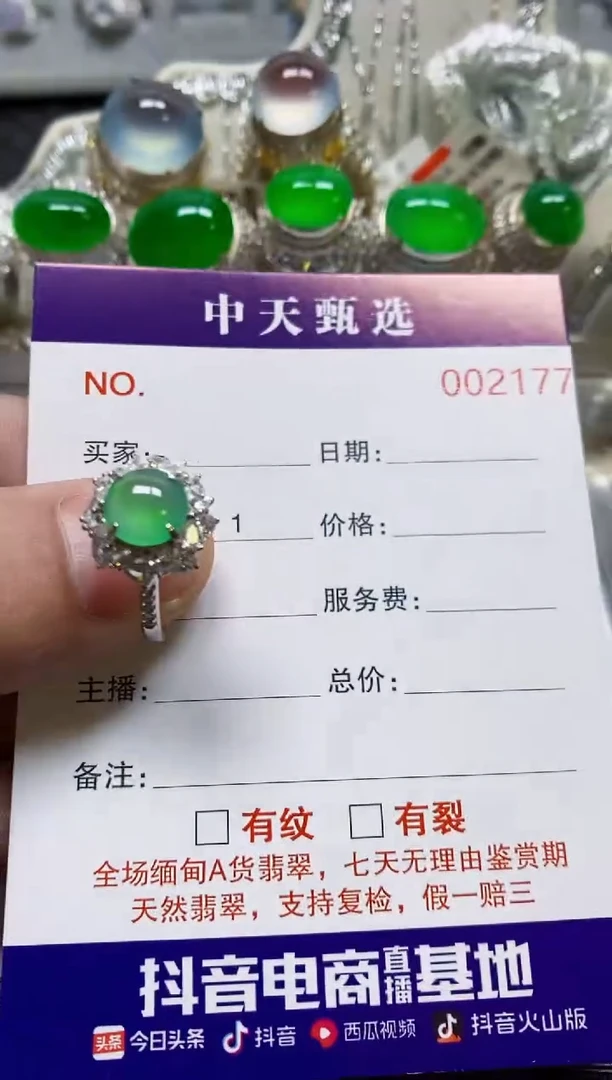 中天甄选
NO. 002177
买家: 日期:
1 价格:
服务费:
主播: 总价:
备注:
有纹 有裂
全场缅甸A货翡翠，七天无理由鉴赏期
天然翡翠，支持复检，假一赔三
抖音电商直播基地
头条 今日头条 抖音 西瓜视频 抖音火山版